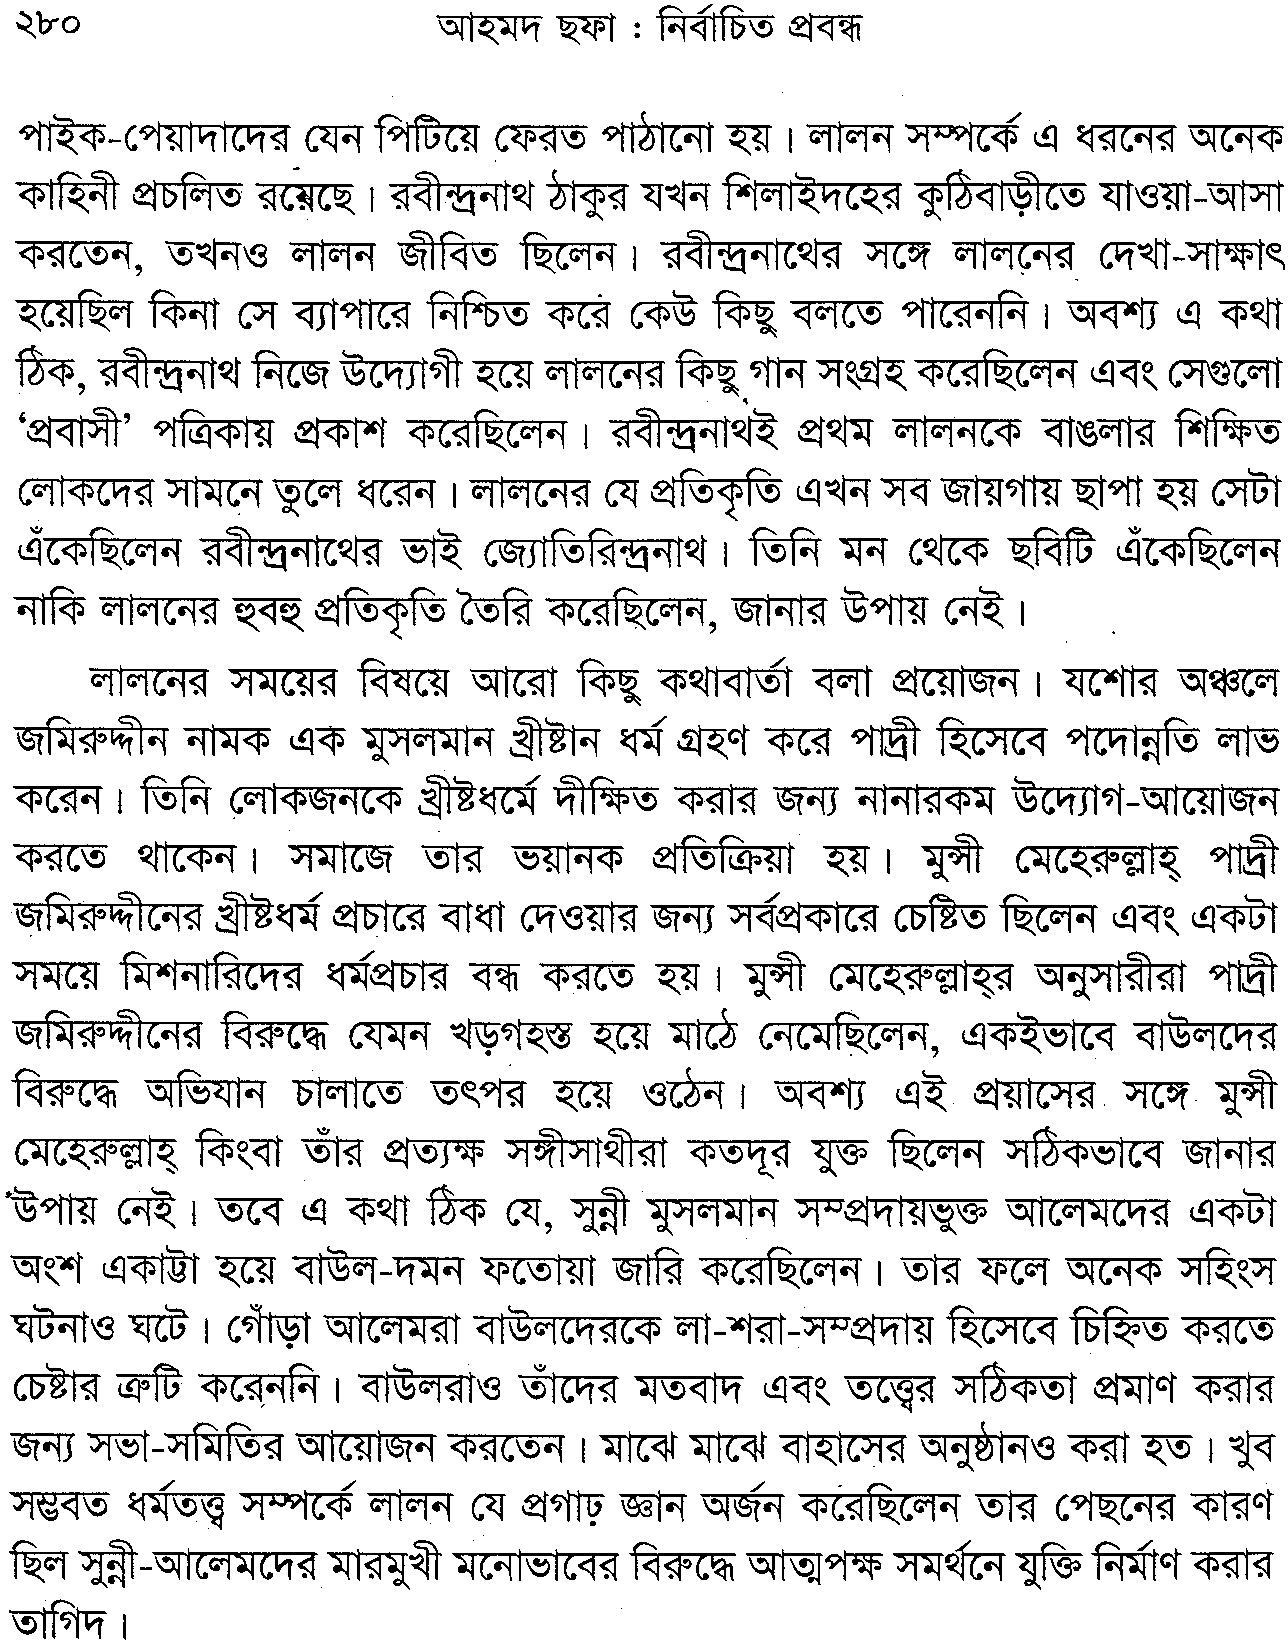 ২৮০ আহমদ ছফা : নির্বাচিত প্রবন্ধ
পাইক-পেয়াদাদের যেন পিটিয়ে ফেরত পাঠানো হয়। লালন সম্পর্কে এ ধরনের অনেক
কাহিনী প্রচলিত রয়েছে। রবীন্দ্রনাথ ঠাকুর যখন শিলাইদহের কুঠিবাড়ীতে যাওয়া-আসা
করতেন, তখনও লালন জীবিত ছিলেন। রবীন্দ্রনাথের সঙ্গে লালনের দেখা-সাক্ষাৎ
হয়েছিল কিনা সে ব্যাপারে নিশ্চিত করে কেউ কিছু বলতে পারেননি। অবশ্য এ কথা
ঠিক, রবীন্দ্রনাথ নিজে উদ্যোগী হয়ে লালনের কিছু গান সংগ্রহ করেছিলেন এবং সেগুলো
‘প্রবাসী’ পত্রিকায় প্রকাশ করেছিলেন। রবীন্দ্রনাথই প্রথম লালনকে বাঙলার শিক্ষিত
লোকদের সামনে তুলে ধরেন। লালনের যে প্রতিকৃতি এখন সব জায়গায় ছাপা হয় সেটা
এঁকেছিলেন রবীন্দ্রনাথের ভাই জ্যোতিরিন্দ্রনাথ। তিনি মন থেকে ছবিটি এঁকেছিলেন
নাকি লালনের হুবহু প্রতিকৃতি তৈরি করেছিলেন, জানার উপায় নেই।
লালনের সময়ের বিষয়ে আরো কিছু কথাবার্তা বলা প্রয়োজন। যশোর অঞ্চলে
জমিরুদ্দীন নামক এক মুসলমান খ্রীষ্টান ধর্ম গ্রহণ করে পাদ্রী হিসেবে পদোন্নতি লাভ
করেন। তিনি লোকজনকে খ্রীষ্টধর্মে দীক্ষিত করার জন্য নানারকম উদ্যোগ-আয়োজন
করতে থাকেন। সমাজে তার ভয়ানক প্রতিক্রিয়া হয়। মুন্সী মেহেরুল্লাহ্ পাদ্রী
জমিরুদ্দীনের খ্রীষ্টধর্ম প্রচারে বাধা দেওয়ার জন্য সর্বপ্রকারে চেষ্টিত ছিলেন এবং একটা
সময়ে মিশনারিদের ধর্মপ্রচার বন্ধ করতে হয়। মুন্সী মেহেরুল্লাহ্‌র অনুসারীরা পাদ্রী
জমিরুদ্দীনের বিরুদ্ধে যেমন খড়গহস্ত হয়ে মাঠে নেমেছিলেন, একইভাবে বাউলদের
বিরুদ্ধে অভিযান চালাতে তৎপর হয়ে ওঠেন। অবশ্য এই প্রয়াসের সঙ্গে মুন্সী
মেহেরুল্লাহ্ কিংবা তাঁর প্রত্যক্ষ সঙ্গীসাথীরা কতদূর যুক্ত ছিলেন সঠিকভাবে জানার
উপায় নেই। তবে এ কথা ঠিক যে, সুন্নী মুসলমান সম্প্রদায়ভুক্ত আলেমদের একটা
অংশ একাট্টা হয়ে বাউল-দমন ফতোয়া জারি করেছিলেন। তার ফলে অনেক সহিংস
ঘটনাও ঘটে। গোঁড়া আলেমরা বাউলদেরকে লা-শরা-সম্প্রদায় হিসেবে চিহ্নিত করতে
চেষ্টার ত্রুটি করেননি। বাউলরাও তাঁদের মতবাদ এবং তত্ত্বের সঠিকতা প্রমাণ করার
জন্য সভা-সমিতির আয়োজন করতেন। মাঝে মাঝে বাহাসের অনুষ্ঠানও করা হত। খুব
সম্ভবত ধর্মতত্ত্ব সম্পর্কে লালন যে প্রগাঢ় জ্ঞান অর্জন করেছিলেন তার পেছনের কারণ
ছিল সুন্নী-আলেমদের মারমুখী মনোভাবের বিরুদ্ধে আত্মপক্ষ সমর্থনে যুক্তি নির্মাণ করার
তাগিদ।